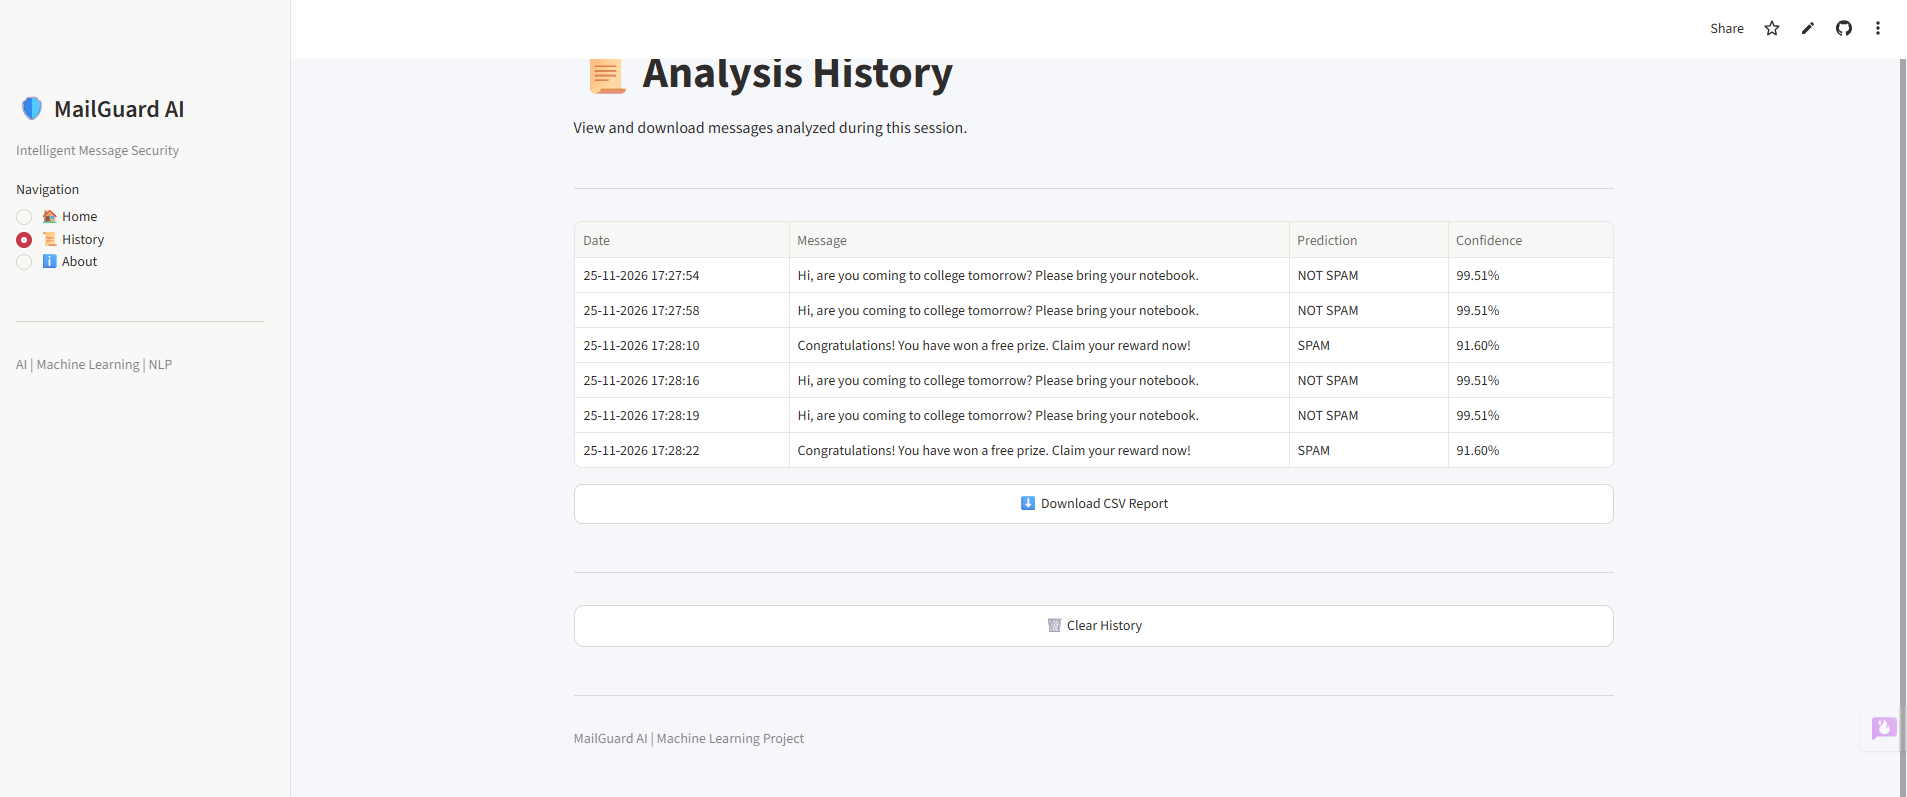 Share
MailGuard AI
Intelligent Message Security
Navigation
Home
History
About
AI | Machine Learning | NLP
Analysis History
View and download messages analyzed during this session.
Date Message Prediction Confidence
25-11-2026 17:27:54 Hi, are you coming to college tomorrow? Please bring your notebook. NOT SPAM 99.51%
25-11-2026 17:27:58 Hi, are you coming to college tomorrow? Please bring your notebook. NOT SPAM 99.51%
25-11-2026 17:28:10 Congratulations! You have won a free prize. Claim your reward now! SPAM 91.60%
25-11-2026 17:28:16 Hi, are you coming to college tomorrow? Please bring your notebook. NOT SPAM 99.51%
25-11-2026 17:28:19 Hi, are you coming to college tomorrow? Please bring your notebook. NOT SPAM 99.51%
25-11-2026 17:28:22 Congratulations! You have won a free prize. Claim your reward now! SPAM 91.60%
Download CSV Report
Clear History
MailGuard AI | Machine Learning Project